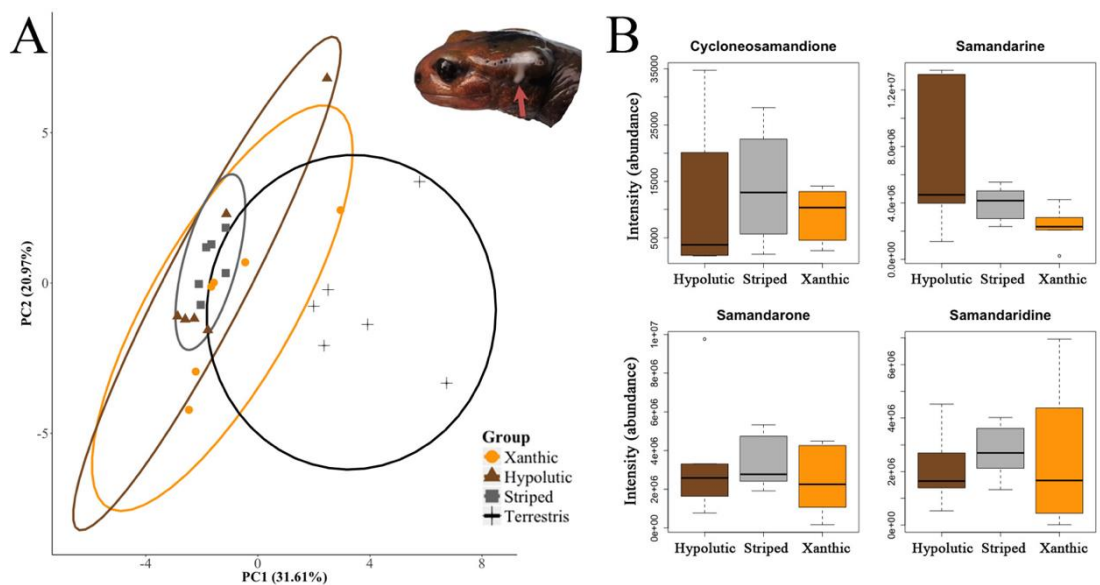 A
5
0
-5
PC2 (20.97%)
-4
0
4
8
PC1 (31.61%)
Group
Xanthic
Hypolutic
Striped
Terrestris
B
Cycloneosamandione
Intensity (abundance)
35000
25000
15000
5000
Hypolutic Striped Xanthic
Samandarine
1.2e+07
8.0e+06
4.0e+06
0.0e+00
Hypolutic Striped Xanthic
Samandarone
Intensity (abundance)
1e+07
8e+06
6e+06
4e+06
2e+06
0e+00
Hypolutic Striped Xanthic
Samandaridine
6e+06
4e+06
2e+06
0e+00
Hypolutic Striped Xanthic